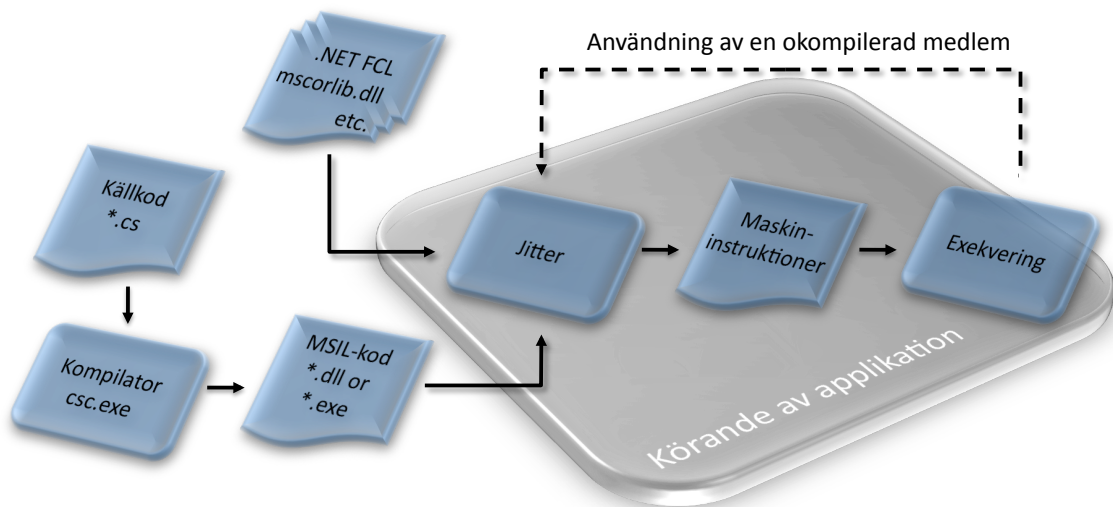 Användning av en okompilerad medlem
.NET FCL
mscorlib.dll
etc.
Källkod
*.cs
Kompilator
csc.exe
MSIL-kod
*.dll or
*.exe
Jitter
Maskin-
instruktioner
Exekvering
Körande av applikation